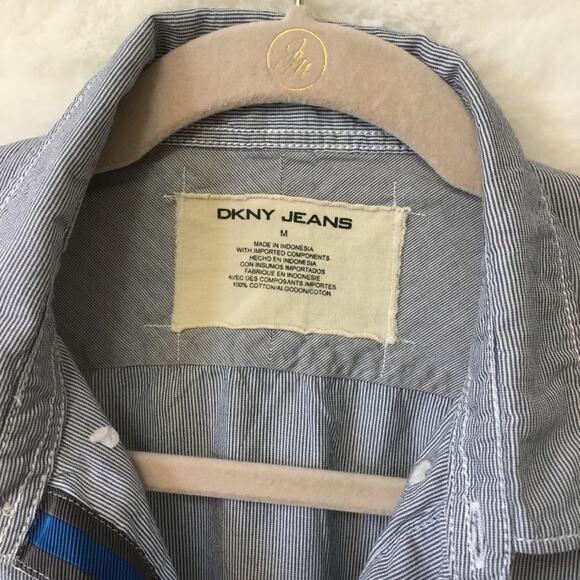 DKNY JEANS
M
MADE IN INDONESIA
WITH IMPORTED COMPONENTS
HECHO EN INDONESIA
CON INSUMOS IMPORTADOS
FABRIQUE EN INDONESIE
AVEC DES COMPOSANTS IMPORTES
100% COTTON/ALGODON/COTON